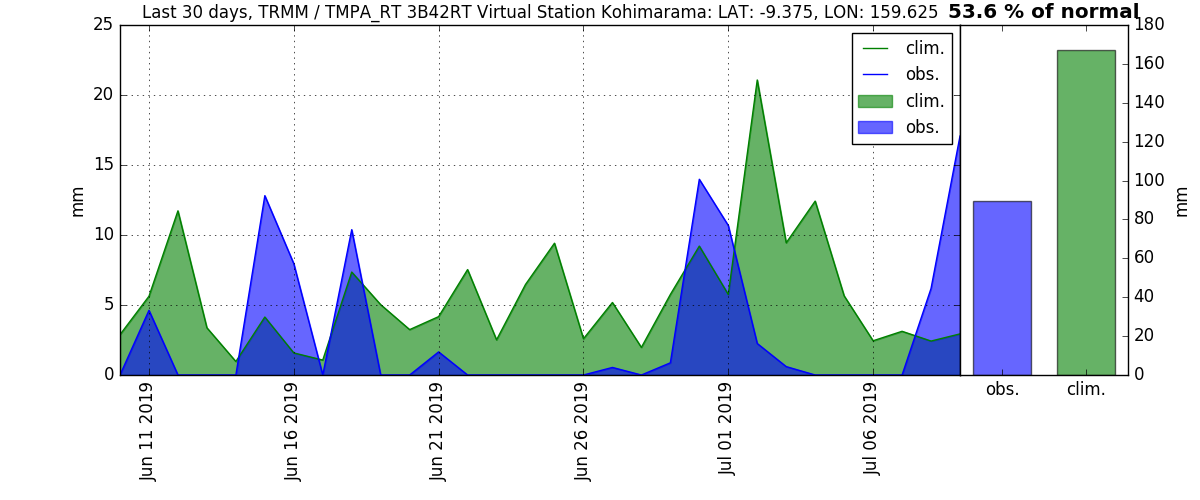 Last 30 days, TRMM / TMPA_RT 3B42RT Virtual Station Kohimarama: LAT: -9.375, LON: 159.625
53.6 % of normal
25
20
15
10
5
0
mm
clim.
obs.
clim.
obs.
Jun 11 2019
Jun 16 2019
Jun 21 2019
Jun 26 2019
Jul 01 2019
Jul 06 2019
180
160
140
120
100
80
60
40
20
0
mm
obs.
clim.